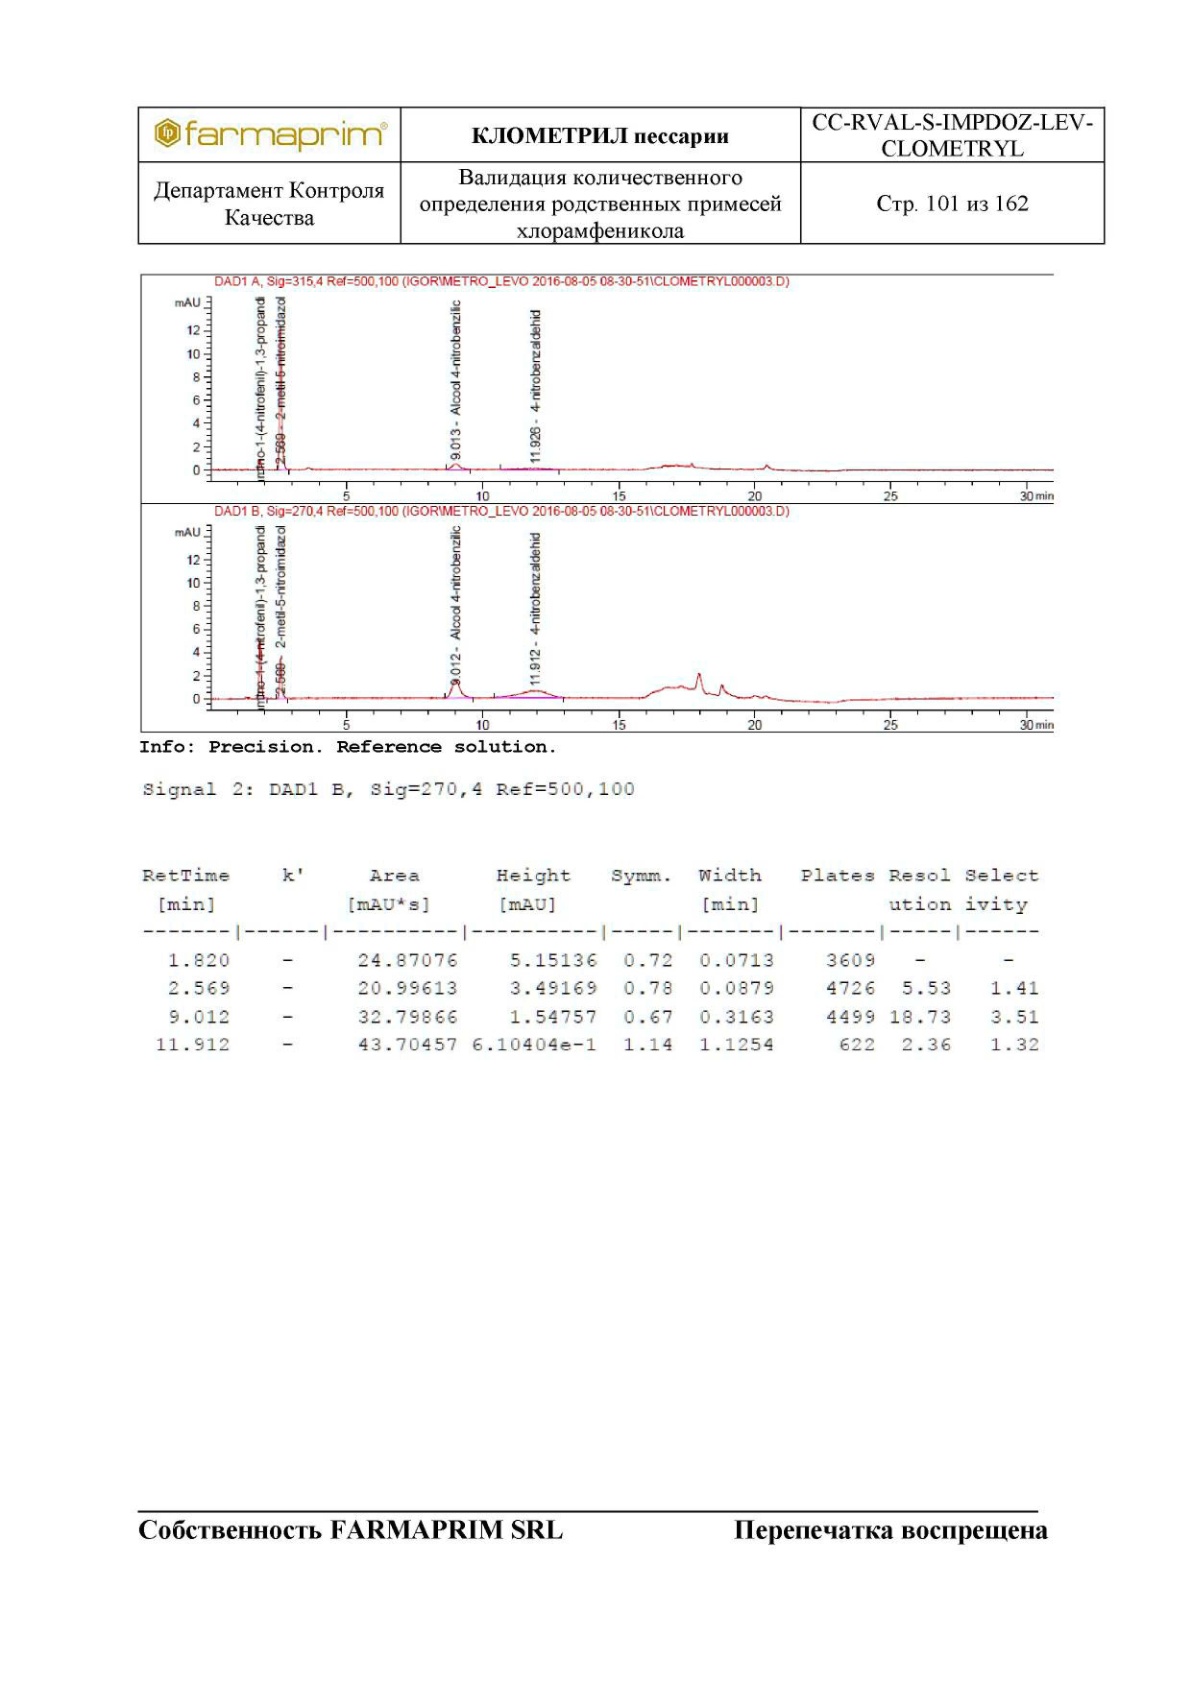 farmaprim®
КЛОМЕТРИЛ пессарии
CC-RVAL-S-IMPDOZ-LEV-
CLOMETRYL
Департамент Контроля
Качества
Валидация количественного
определения родственных примесей
хлорамфеникола
Стр. 101 из 162
DAD1 A, Sig=315,4 Ref=500,100 (IGOR\METRO_LEVO 2016-08-05 08-30-51\CLOMETRYL000003.D)
mAU
12
10
8
6
4
2
0
-1-(4-nitrofenil)-1,3-propandi
2.569 - 2-metil-5-nitroimidazol
9.013 - Alcool 4-nitrobenzilic
11.926 - 4-nitrobenzaldehid
5 10 15 20 25 30 min
DAD1 B, Sig=270,4 Ref=500,100 (IGOR\METRO_LEVO 2016-08-05 08-30-51\CLOMETRYL000003.D)
mAU
12
10
8
6
4
2
0
-1-(4-nitrofenil)-1,3-propandi
2.569 - 2-metil-5-nitroimidazol
9.012 - Alcool 4-nitrobenzilic
11.912 - 4-nitrobenzaldehid
5 10 15 20 25 30 min
Info: Precision. Reference solution.
Signal 2: DAD1 B, Sig=270,4 Ref=500,100
RetTime k' Area Height Symm. Width Plates Resol Select
[min] [mAU*s] [mAU] [min] ution ivity
-------|------|----------|----------|-----|-------|-------|-----|------
1.820 - 24.87076 5.15136 0.72 0.0713 3609 - -
2.569 - 20.99613 3.49169 0.78 0.0879 4726 5.53 1.41
9.012 - 32.79866 1.54757 0.67 0.3163 4499 18.73 3.51
11.912 - 43.70457 6.10404e-1 1.14 1.1254 622 2.36 1.32
Собственность FARMAPRIM SRL
Перепечатка воспрещена